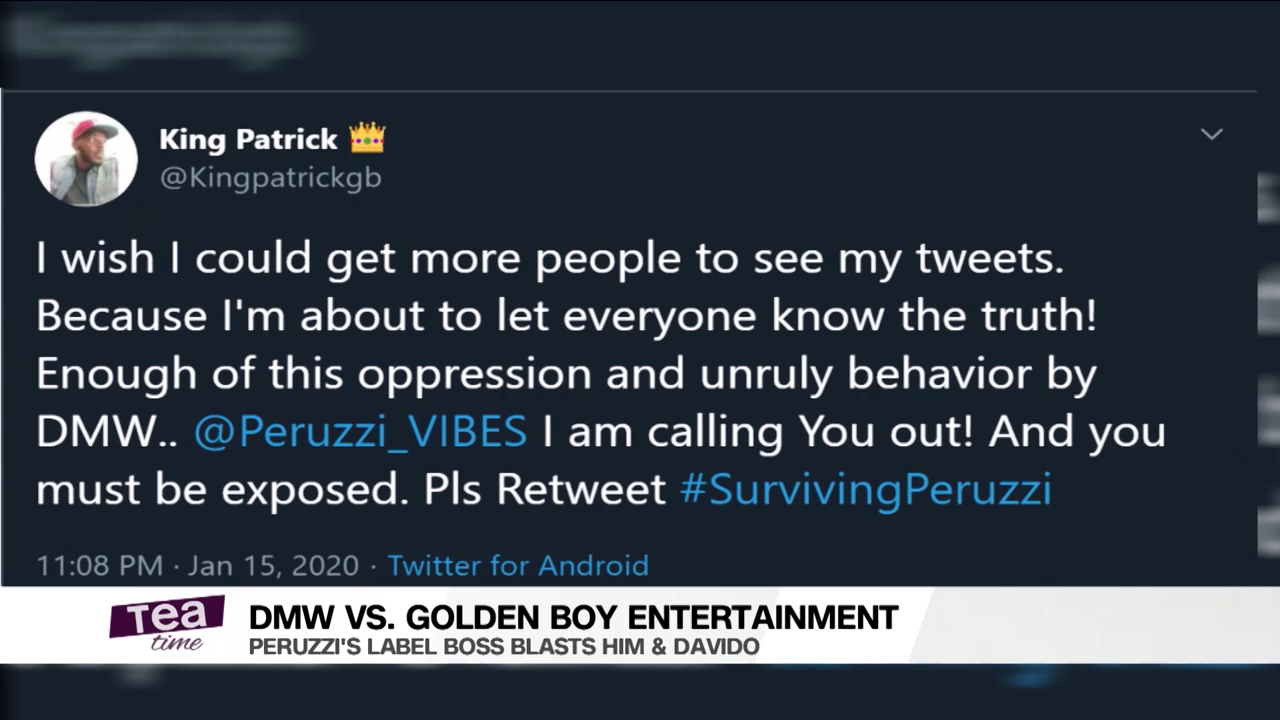 King Patrick 👑
@Kingpatrickgb
I wish I could get more people to see my tweets.
Because I'm about to let everyone know the truth!
Enough of this oppression and unruly behavior by
DMW.. @Peruzzi_VIBES I am calling You out! And you
must be exposed. Pls Retweet #SurvivingPeruzzi
11:08 PM · Jan 15, 2020 · Twitter for Android
Tea
time
DMW VS. GOLDEN BOY ENTERTAINMENT
PERUZZI'S LABEL BOSS BLASTS HIM & DAVIDO